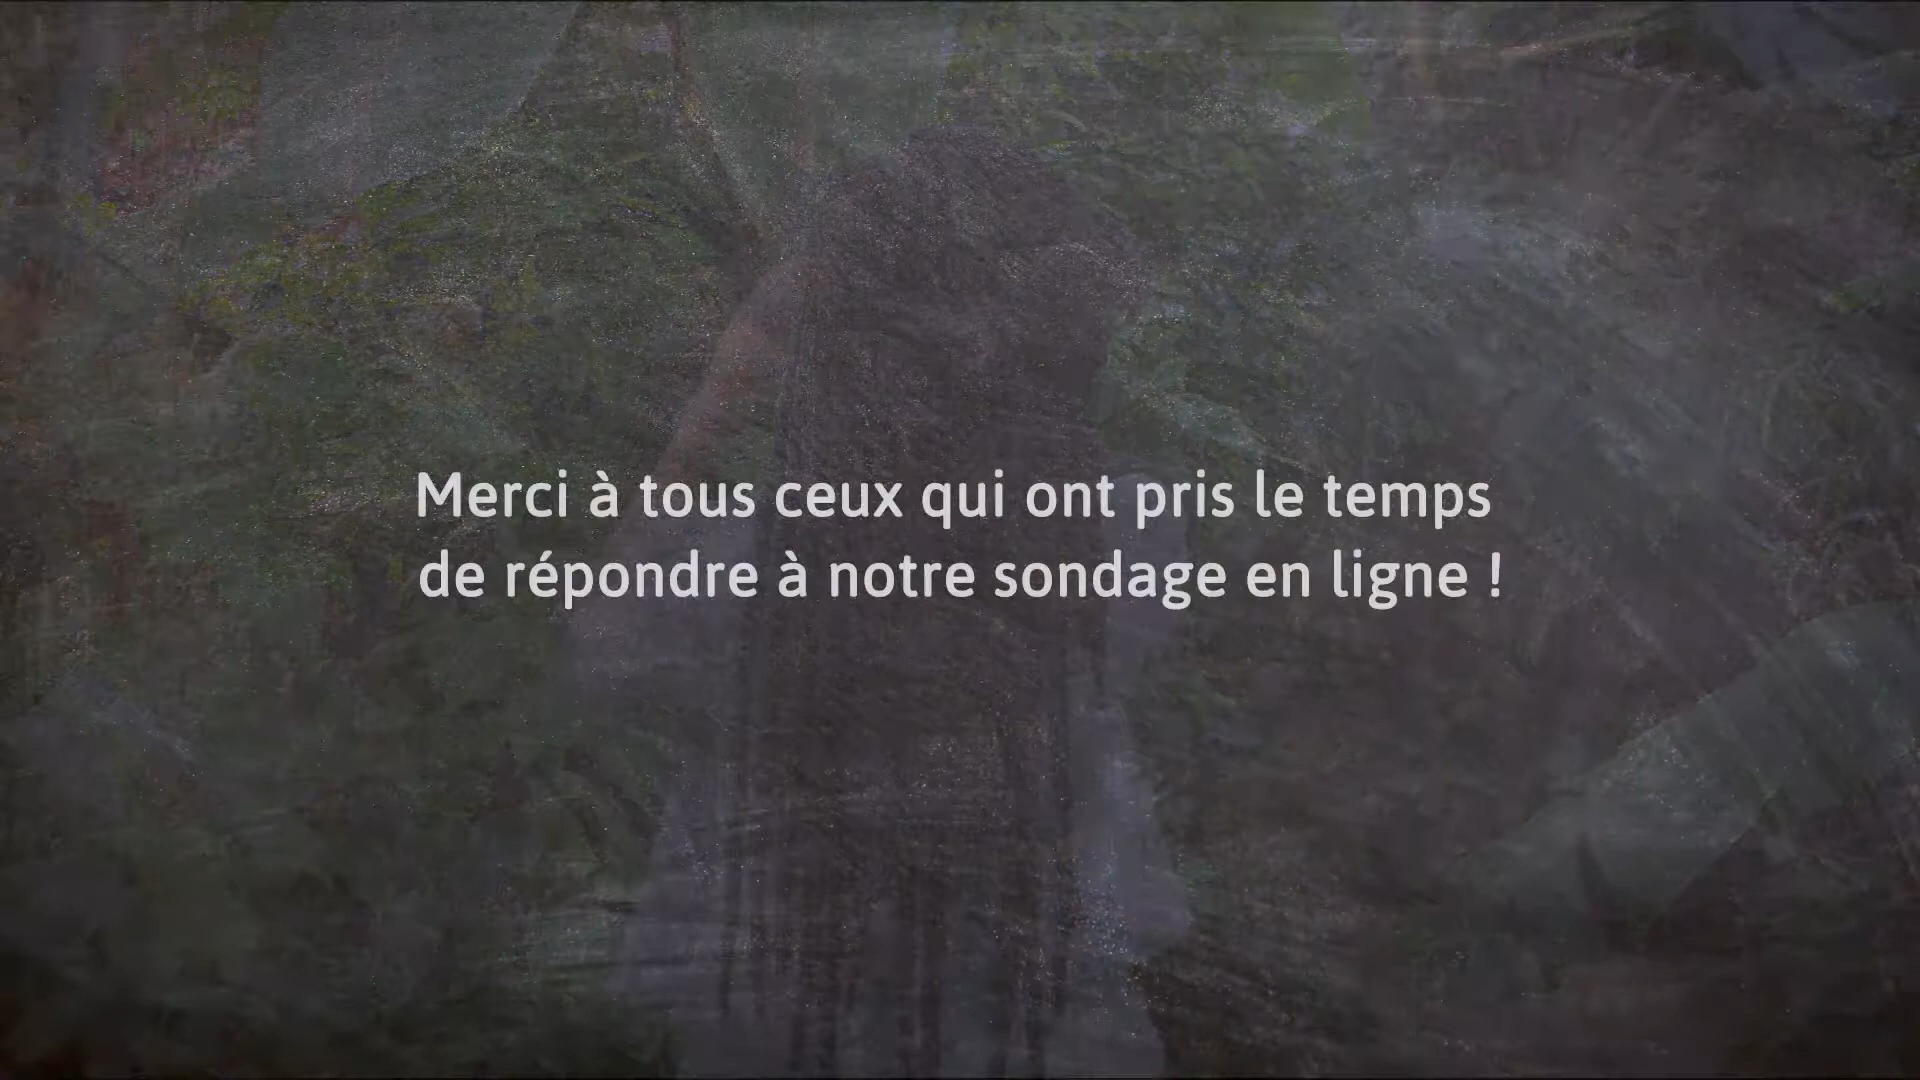 Merci à tous ceux qui ont pris le temps
de répondre à notre sondage en ligne !